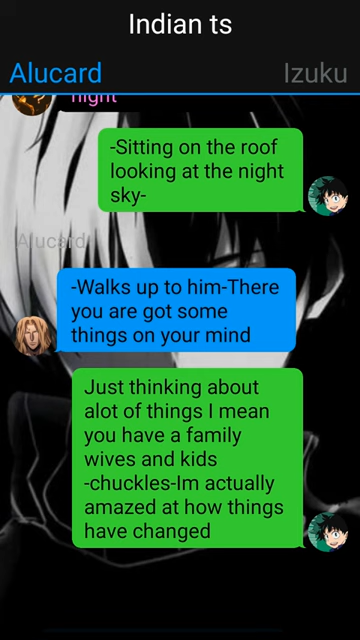 Indian ts
Alucard
Izuku
night
-Sitting on the roof
looking at the night
sky-
Alucard
-Walks up to him-There
you are got some
things on your mind
Just thinking about
alot of things I mean
you have a family
wives and kids
-chuckles-Im actually
amazed at how things
have changed